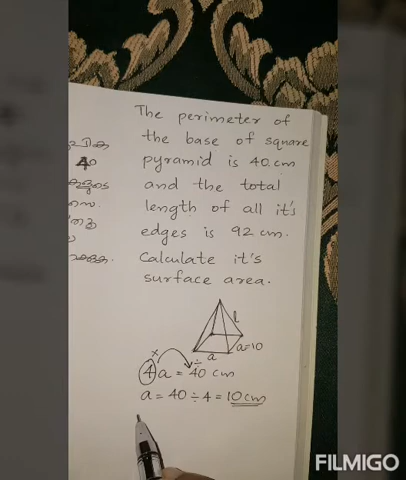 The perimeter of
the base of square
pyramid is 40 cm
and the total
length of all it's
edges is 92 cm.
Calculate it's
surface area.
40
l
a=10
a
×
÷
4a = 40 cm
a = 40 ÷ 4 = 10 cm
FILMIGO